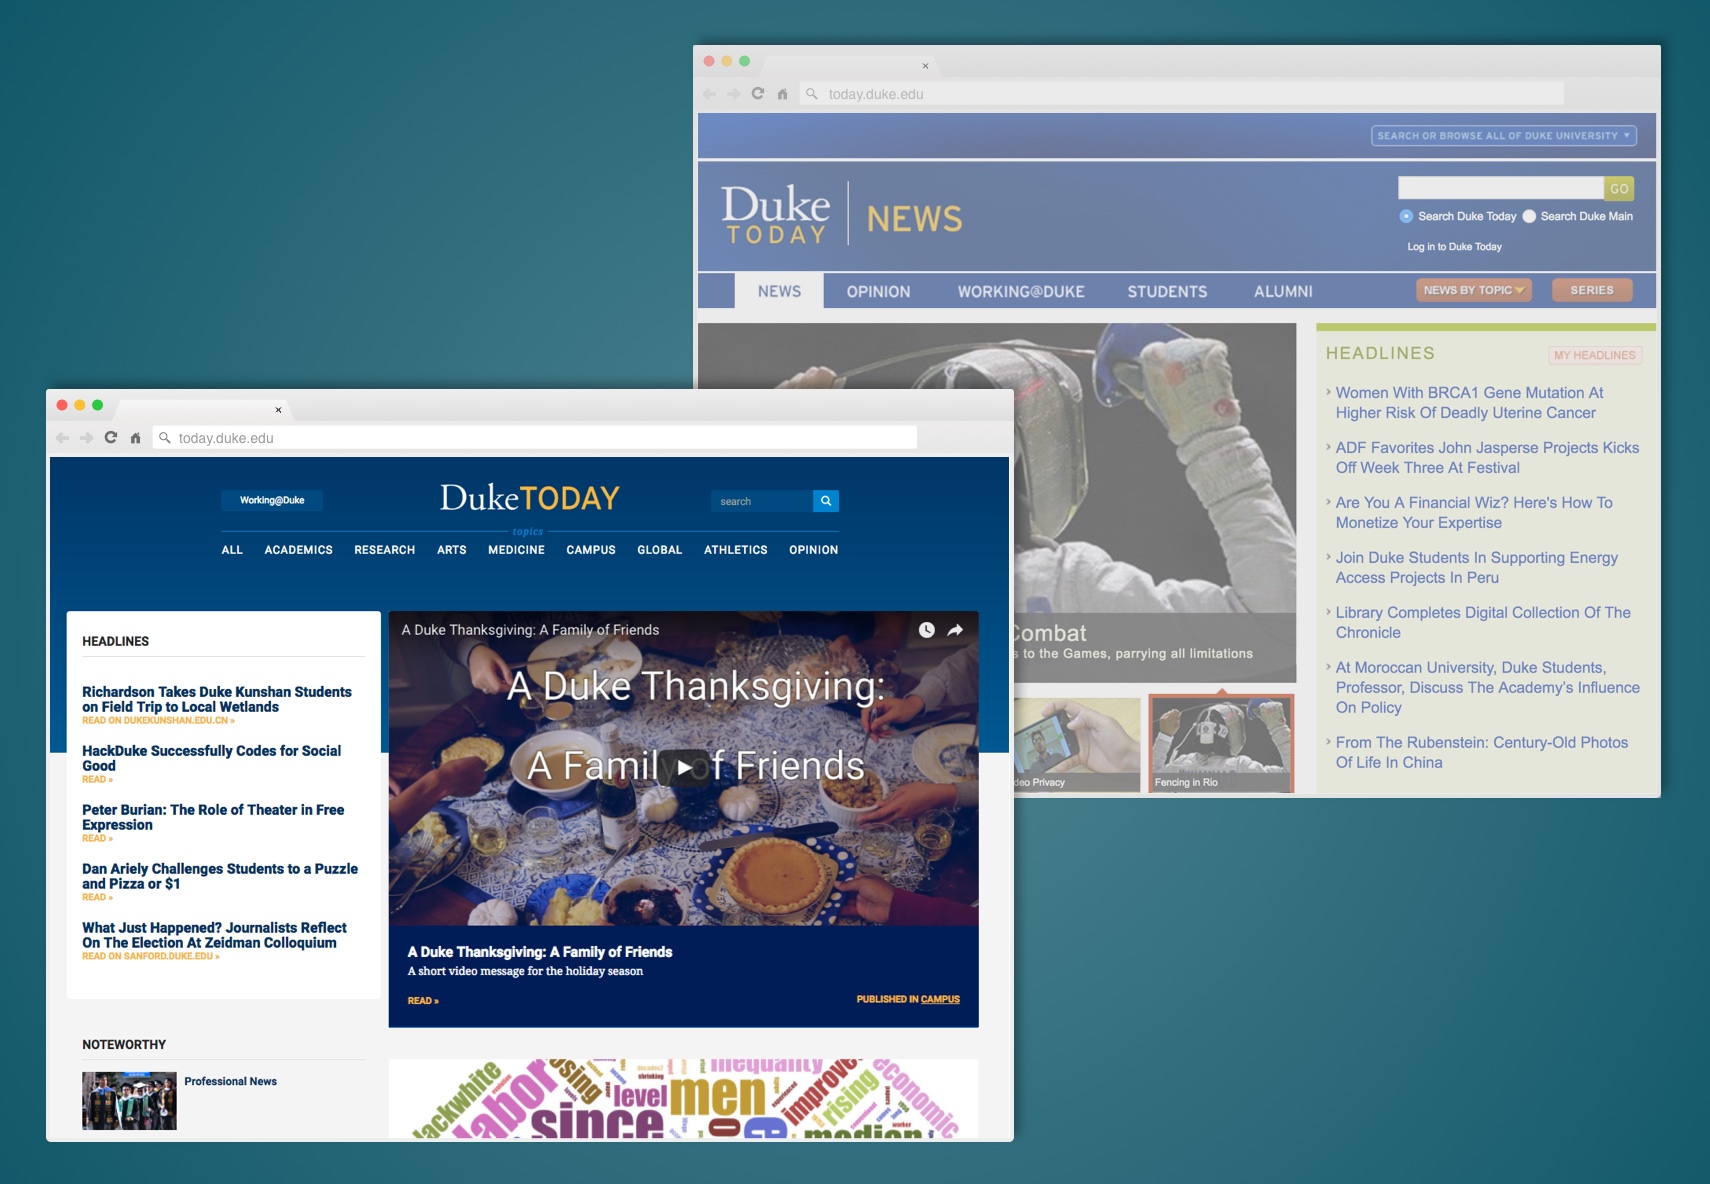 ×
today.duke.edu
SEARCH OR BROWSE ALL OF DUKE UNIVERSITY
Duke
TODAY
NEWS
GO
Search Duke Today
Search Duke Main
Log in to Duke Today
NEWS
OPINION
WORKING@DUKE
STUDENTS
ALUMNI
NEWS BY TOPIC
SERIES
Combat
s to the Games, parrying all limitations
deo Privacy
Fencing in Rio
HEADLINES
MY HEADLINES
Women With BRCA1 Gene Mutation At
Higher Risk Of Deadly Uterine Cancer
ADF Favorites John Jasperse Projects Kicks
Off Week Three At Festival
Are You A Financial Wiz? Here's How To
Monetize Your Expertise
Join Duke Students In Supporting Energy
Access Projects In Peru
Library Completes Digital Collection Of The
Chronicle
At Moroccan University, Duke Students,
Professor, Discuss The Academy's Influence
On Policy
From The Rubenstein: Century-Old Photos
Of Life In China
×
today.duke.edu
Working@Duke
DukeTODAY
search
topics
ALL
ACADEMICS
RESEARCH
ARTS
MEDICINE
CAMPUS
GLOBAL
ATHLETICS
OPINION
HEADLINES
Richardson Takes Duke Kunshan Students
on Field Trip to Local Wetlands
READ ON DUKEKUNSHAN.EDU.CN »
HackDuke Successfully Codes for Social
Good
READ »
Peter Burian: The Role of Theater in Free
Expression
READ »
Dan Ariely Challenges Students to a Puzzle
and Pizza or $1
READ »
What Just Happened? Journalists Reflect
On The Election At Zeidman Colloquium
READ ON SANFORD.DUKE.EDU »
NOTEWORTHY
Professional News
A Duke Thanksgiving: A Family of Friends
A Duke Thanksgiving:
A Family of Friends
A Duke Thanksgiving: A Family of Friends
A short video message for the holiday season
READ »
PUBLISHED IN CAMPUS
inequality
shrinking
level
men
since
labor
improve
rising
economic
worker
median